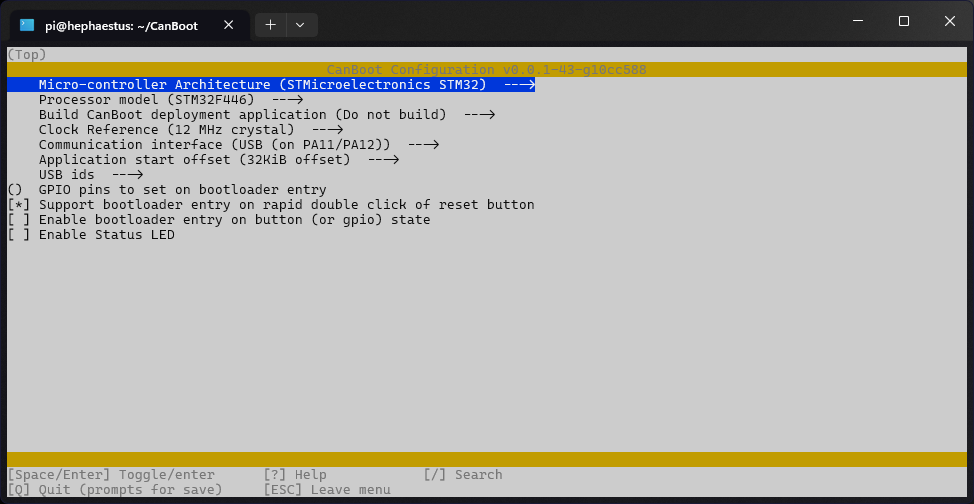 pi@hephaestus: ~/CanBoot
(Top)
CanBoot Configuration v0.0.1-43-g10cc588
Micro-controller Architecture (STMicroelectronics STM32)  --->
Processor model (STM32F446)  --->
Build CanBoot deployment application (Do not build)  --->
Clock Reference (12 MHz crystal)  --->
Communication interface (USB (on PA11/PA12))  --->
Application start offset (32KiB offset)  --->
USB ids  --->
()  GPIO pins to set on bootloader entry
[*] Support bootloader entry on rapid double click of reset button
[ ] Enable bootloader entry on button (or gpio) state
[ ] Enable Status LED
[Space/Enter] Toggle/enter      [?] Help            [/] Search
[Q] Quit (prompts for save)     [ESC] Leave menu